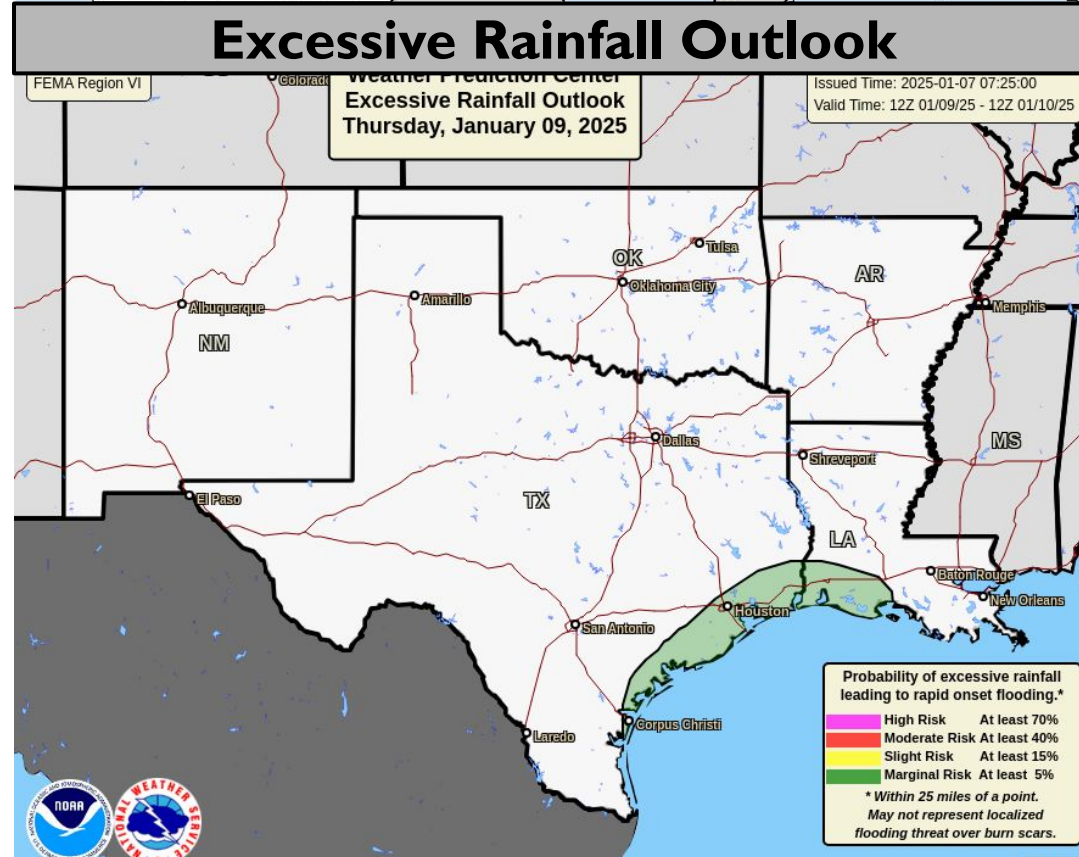 Excessive Rainfall Outlook
FEMA Region VI
Weather Prediction Center
Excessive Rainfall Outlook
Thursday, January 09, 2025
Issued Time: 2025-01-07 07:25:00
Valid Time: 12Z 01/09/25 - 12Z 01/10/25
Colorado
Tulsa
OK
Oklahoma City
AR
Albuquerque
Amarillo
Memphis
NM
Dallas
MS
Shreveport
El Paso
TX
LA
Baton Rouge
New Orleans
Houston
San Antonio
Corpus Christi
Laredo
Probability of excessive rainfall
leading to rapid onset flooding.*
High Risk At least 70%
Moderate Risk At least 40%
Slight Risk At least 15%
Marginal Risk At least 5%
* Within 25 miles of a point.
May not represent localized
flooding threat over burn scars.
NOAA
NATIONAL WEATHER SERVICE